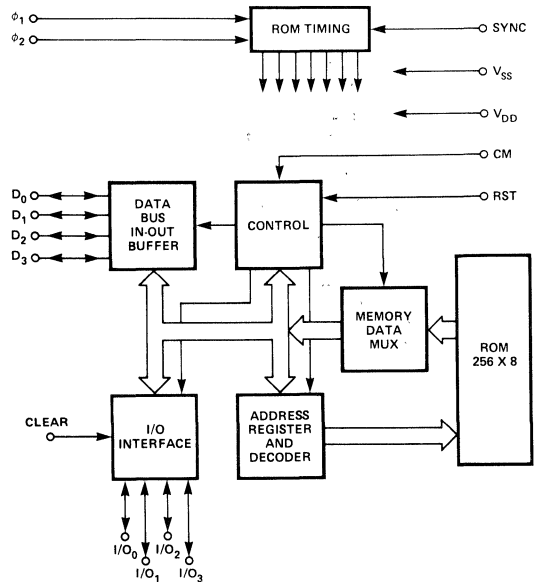 ϕ1
ϕ2
ROM TIMING
SYNC
VSS
VDD
CM
RST
D0
D1
D2
D3
DATA
BUS
IN-OUT
BUFFER
CONTROL
MEMORY
DATA
MUX
ROM
256 X 8
CLEAR
I/O
INTERFACE
ADDRESS
REGISTER
AND
DECODER
I/O0
I/O1
I/O2
I/O3